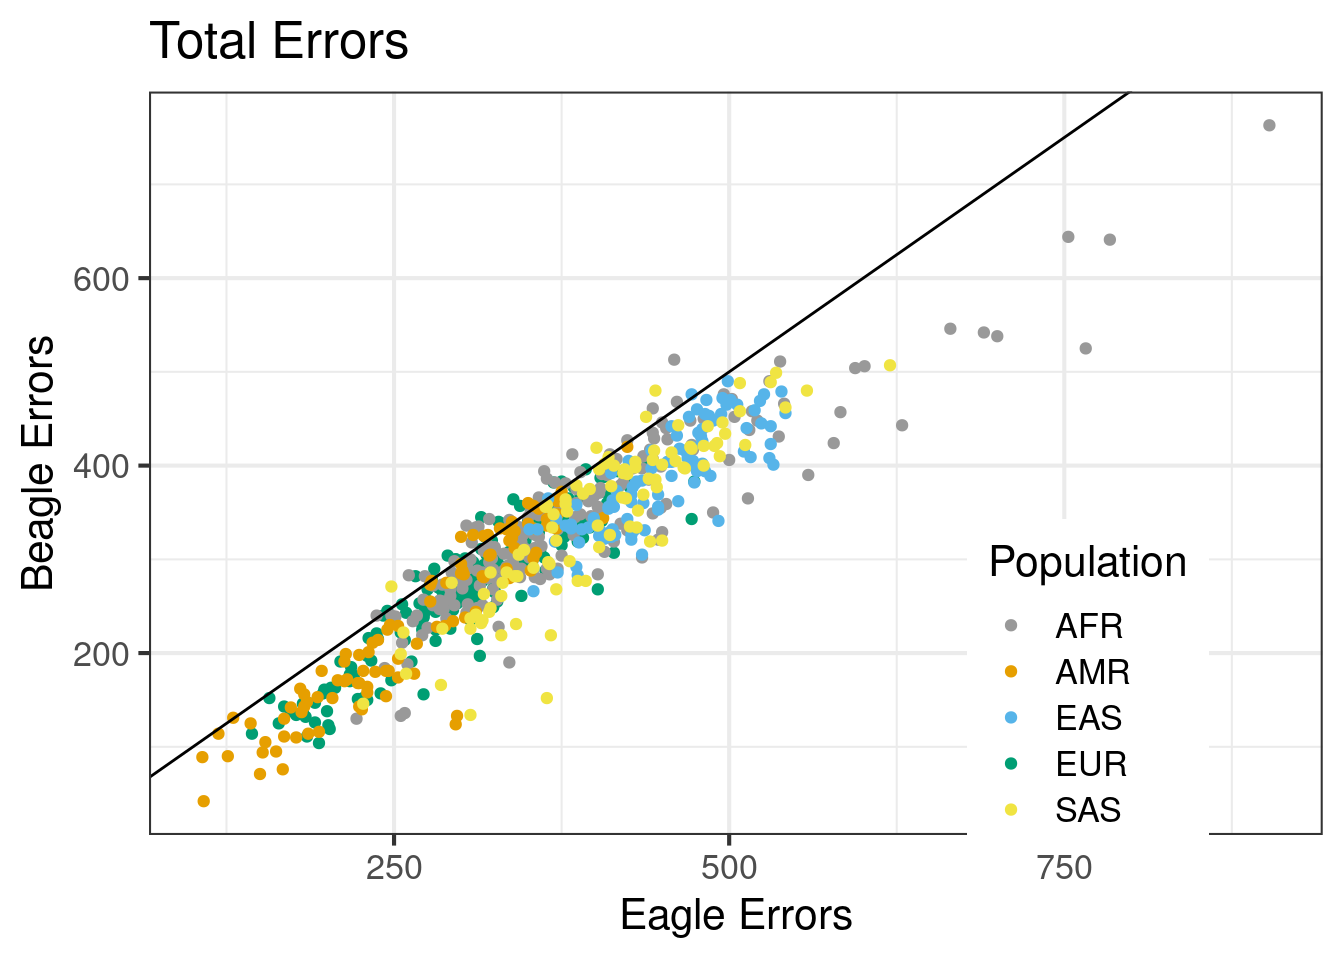 Total Errors
Beagle Errors
600
400
200
250
500
750
Eagle Errors
Population
AFR
AMR
EAS
EUR
SAS